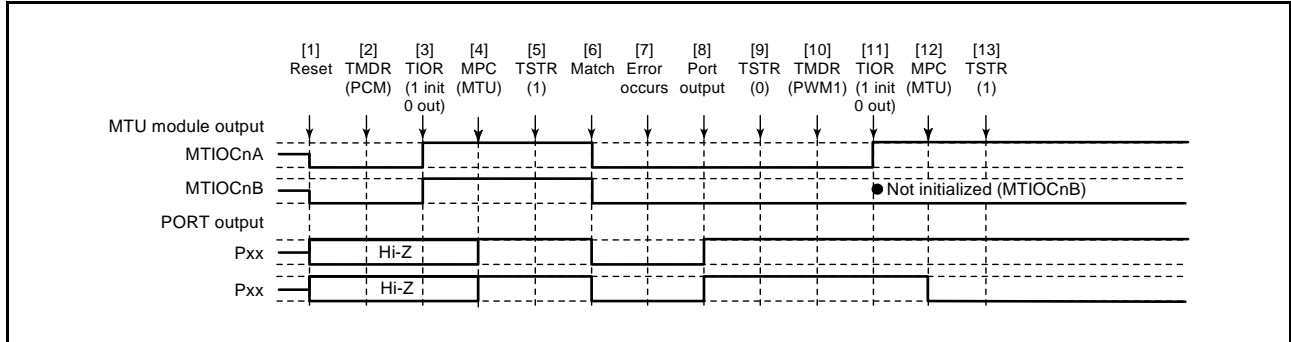 [1] [2] [3] [4] [5] [6] [7] [8] [9] [10] [11] [12] [13]
Reset TMDR TIOR MPC TSTR Match Error Port TSTR TMDR TIOR MPC TSTR
(PCM) (1 init (MTU) (1) occurs output (0) (PWM1) (1 init (MTU) (1)
0 out) 0 out)
MTU module output
MTIOCnA
MTIOCnB
Not initialized (MTIOCnB)
PORT output
Pxx Hi-Z
Pxx Hi-Z